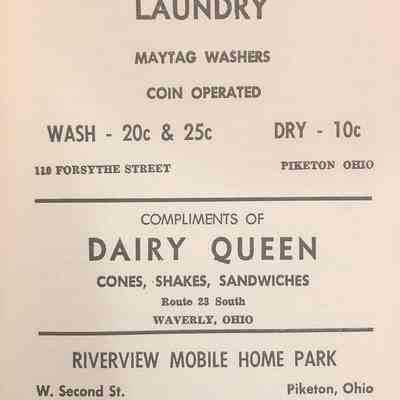 LAUNDRY
MAYTAG WASHERS
COIN OPERATED
WASH - 20c & 25c DRY - 10c
110 FORSYTHE STREET PIKETON OHIO
COMPLIMENTS OF
DAIRY QUEEN
CONES, SHAKES, SANDWICHES
Route 23 South
WAVERLY, OHIO
RIVERVIEW MOBILE HOME PARK
W. Second St. Piketon, Ohio